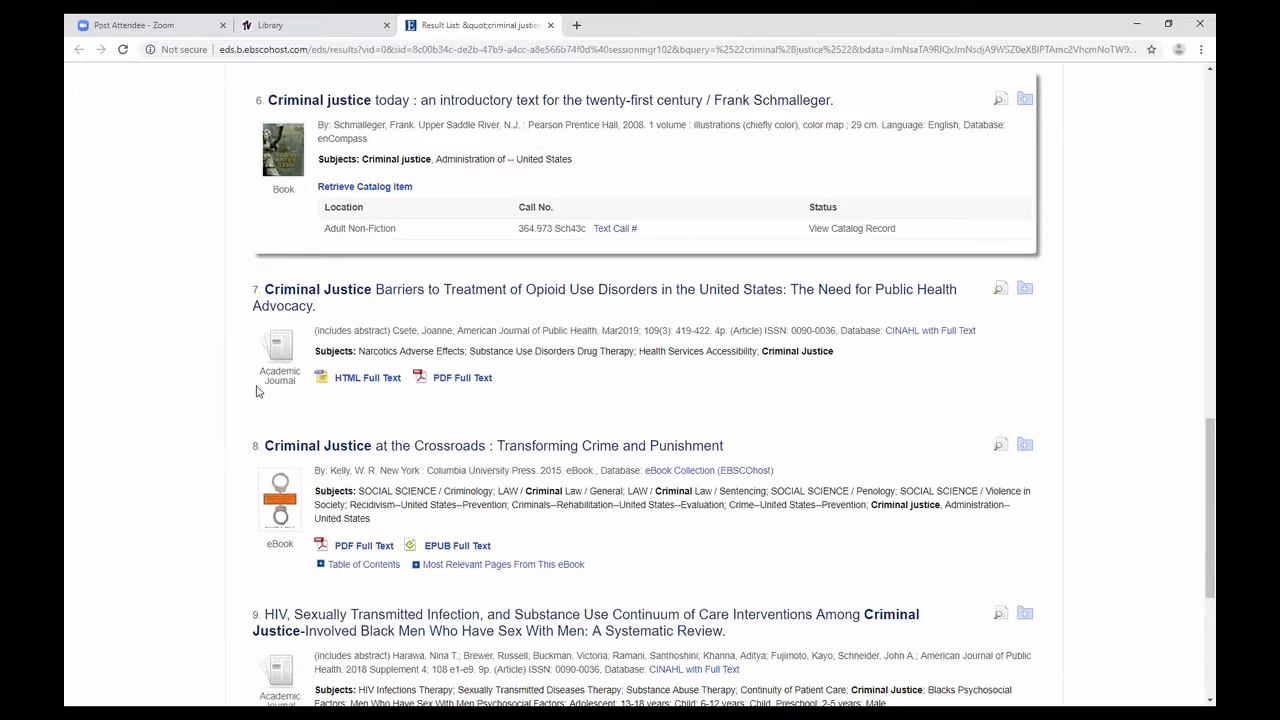 Post Attendee - Zoom
Library
Result List: &quot;criminal justice
Not secure
eds.b.ebscohost.com/eds/results?vid=0&sid=8c00b34c-de2b-47b9-a4cc-a8e566b74f0d%40sessionmgr102&bquery=%2522criminal%2Bjustice%2522&bdata=
6. Criminal justice today : an introductory text for the twenty-first century / Frank Schmalleger.
By: Schmalleger, Frank. Upper Saddle River, N.J. : Pearson Prentice Hall, 2008. 1 volume : illustrations (chiefly color), color map ; 29 cm. Language: English, Database:
enCompass
Subjects: Criminal justice, Administration of -- United States
Book
Retrieve Catalog Item
Location Call No. Status
Adult Non-Fiction 364.973 Sch43c Text Call # View Catalog Record
7. Criminal Justice Barriers to Treatment of Opioid Use Disorders in the United States: The Need for Public Health
Advocacy.
(includes abstract) Csete, Joanne; American Journal of Public Health, Mar2019; 109(3): 419-422. 4p. (Article) ISSN: 0090-0036, Database: CINAHL with Full Text
Subjects: Narcotics Adverse Effects; Substance Use Disorders Drug Therapy; Health Services Accessibility; Criminal Justice
Academic
Journal
HTML Full Text PDF Full Text
8. Criminal Justice at the Crossroads : Transforming Crime and Punishment
By: Kelly, W. R. New York : Columbia University Press. 2015. eBook., Database: eBook Collection (EBSCOhost)
Subjects: SOCIAL SCIENCE / Criminology; LAW / Criminal Law / General; LAW / Criminal Law / Sentencing; SOCIAL SCIENCE / Penology; SOCIAL SCIENCE / Violence in
Society; Recidivism--United States--Prevention; Criminals--Rehabilitation--United States--Evaluation; Crime--United States--Prevention; Criminal justice, Administration--
United States
eBook
PDF Full Text EPUB Full Text
Table of Contents Most Relevant Pages From This eBook
9. HIV, Sexually Transmitted Infection, and Substance Use Continuum of Care Interventions Among Criminal
Justice-Involved Black Men Who Have Sex With Men: A Systematic Review.
(includes abstract) Harawa, Nina T.; Brewer, Russell; Buckman, Victoria; Ramani, Santhoshini; Khanna, Aditya; Fujimoto, Kayo; Schneider, John A.; American Journal of Public
Health. 2018 Supplement 4; 108 e1-e9. 9p. (Article) ISSN: 0090-0036, Database: CINAHL with Full Text
Subjects: HIV Infections Therapy; Sexually Transmitted Diseases Therapy; Substance Abuse Therapy; Continuity of Patient Care; Criminal Justice; Blacks Psychosocial
Factors; Men Who Have Sex With Men Psychosocial Factors; Adolescent: 13-18 years; Child: 6-12 years; Child, Preschool: 2-5 years; Male
Academic
Journal